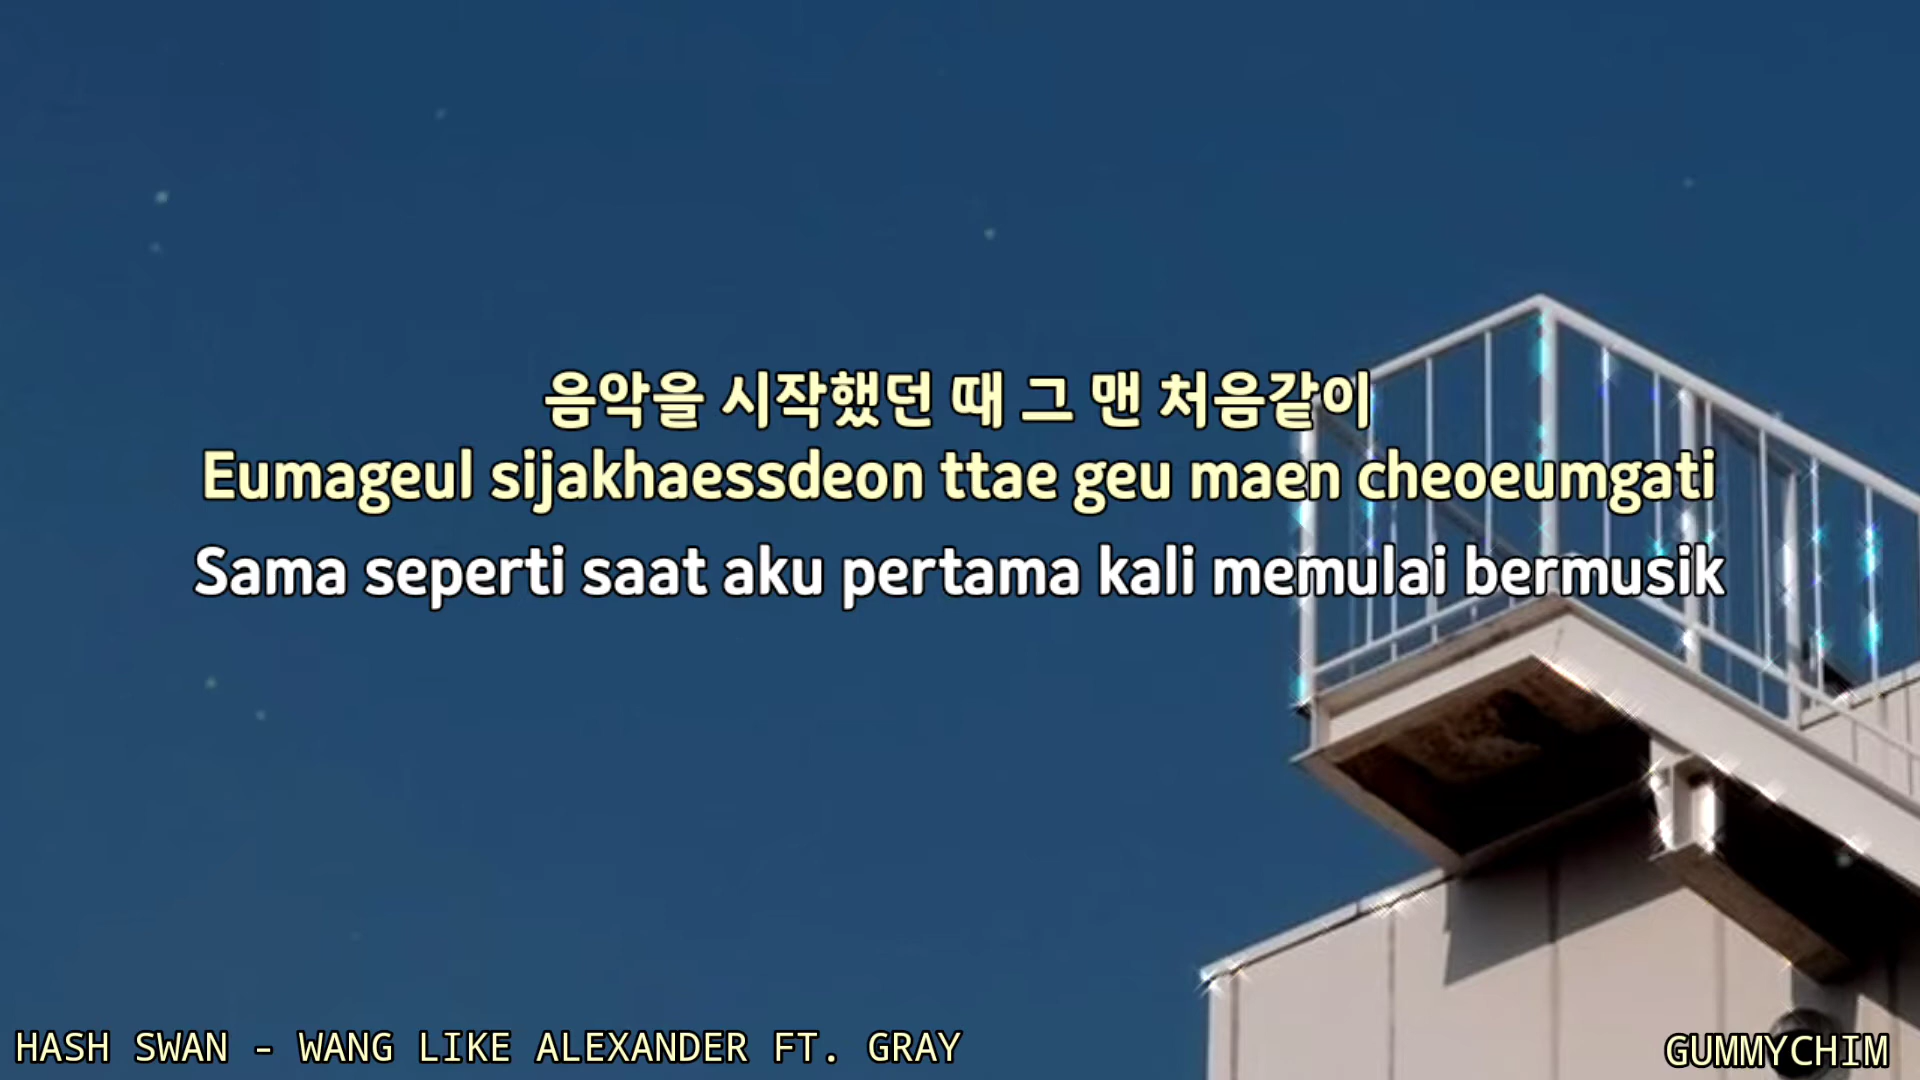 음악을 시작했던 때 그 맨 처음같이
Eumageul sijakhaessdeon ttae geu maen cheoeumgati
Sama seperti saat aku pertama kali memulai bermusik
HASH SWAN - WANG LIKE ALEXANDER FT. GRAY
GUMMYCHIM